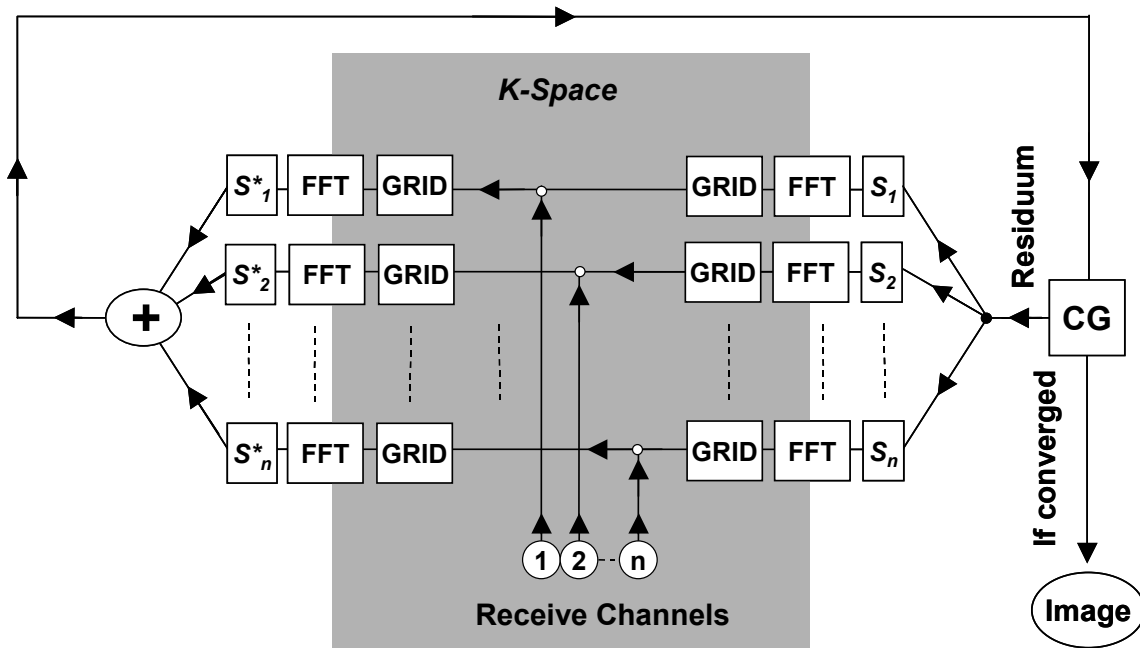 K-Space
S*1 FFT GRID GRID FFT S1
S*2 FFT GRID GRID FFT S2
+
Residuum
CG
S*n FFT GRID GRID FFT Sn
If converged
1 2 n
Receive Channels
Image